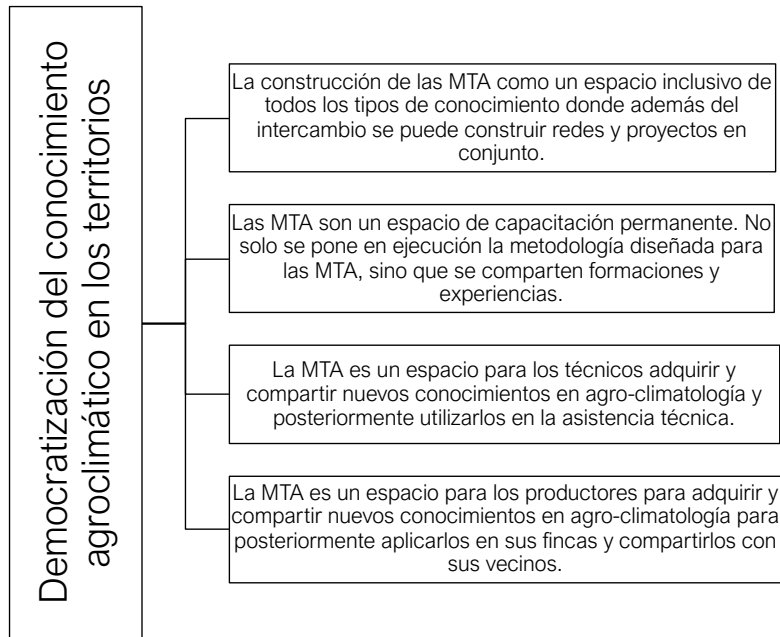 Democratización del conocimiento
agroclimático en los territorios
La construcción de las MTA como un espacio inclusivo de
todos los tipos de conocimiento donde además del
intercambio se puede construir redes y proyectos en
conjunto.
Las MTA son un espacio de capacitación permanente. No
solo se pone en ejecución la metodología diseñada para
las MTA, sino que se comparten formaciones y
experiencias.
La MTA es un espacio para los técnicos adquirir y
compartir nuevos conocimientos en agro-climatología y
posteriormente utilizarlos en la asistencia técnica.
La MTA es un espacio para los productores para adquirir y
compartir nuevos conocimientos en agro-climatología para
posteriormente aplicarlos en sus fincas y compartirlos con
sus vecinos.